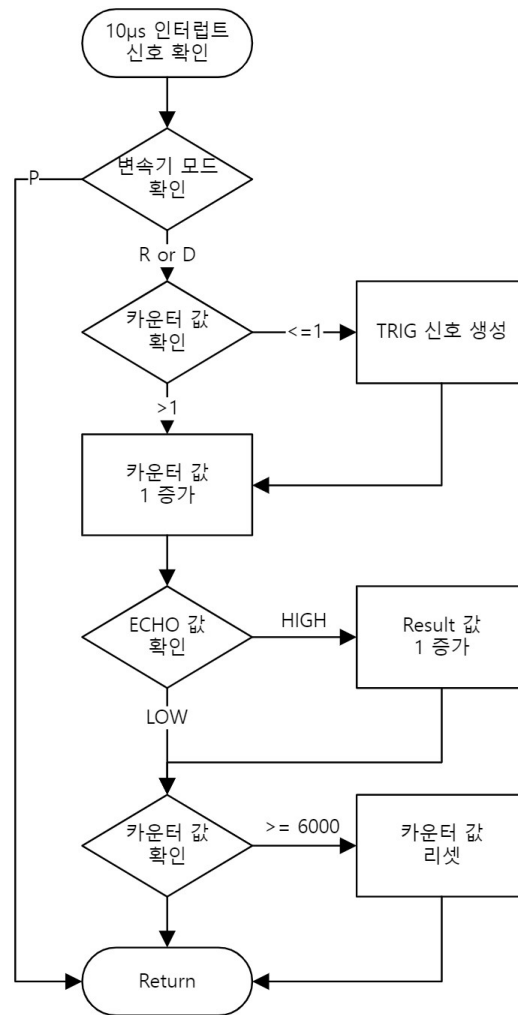 10μs 인터럽트
신호 확인
변속기 모드
확인
P
R or D
카운터 값
확인
<=1
TRIG 신호 생성
>1
카운터 값
1 증가
ECHO 값
확인
HIGH
Result 값
1 증가
LOW
카운터 값
확인
>= 6000
카운터 값
리셋
Return